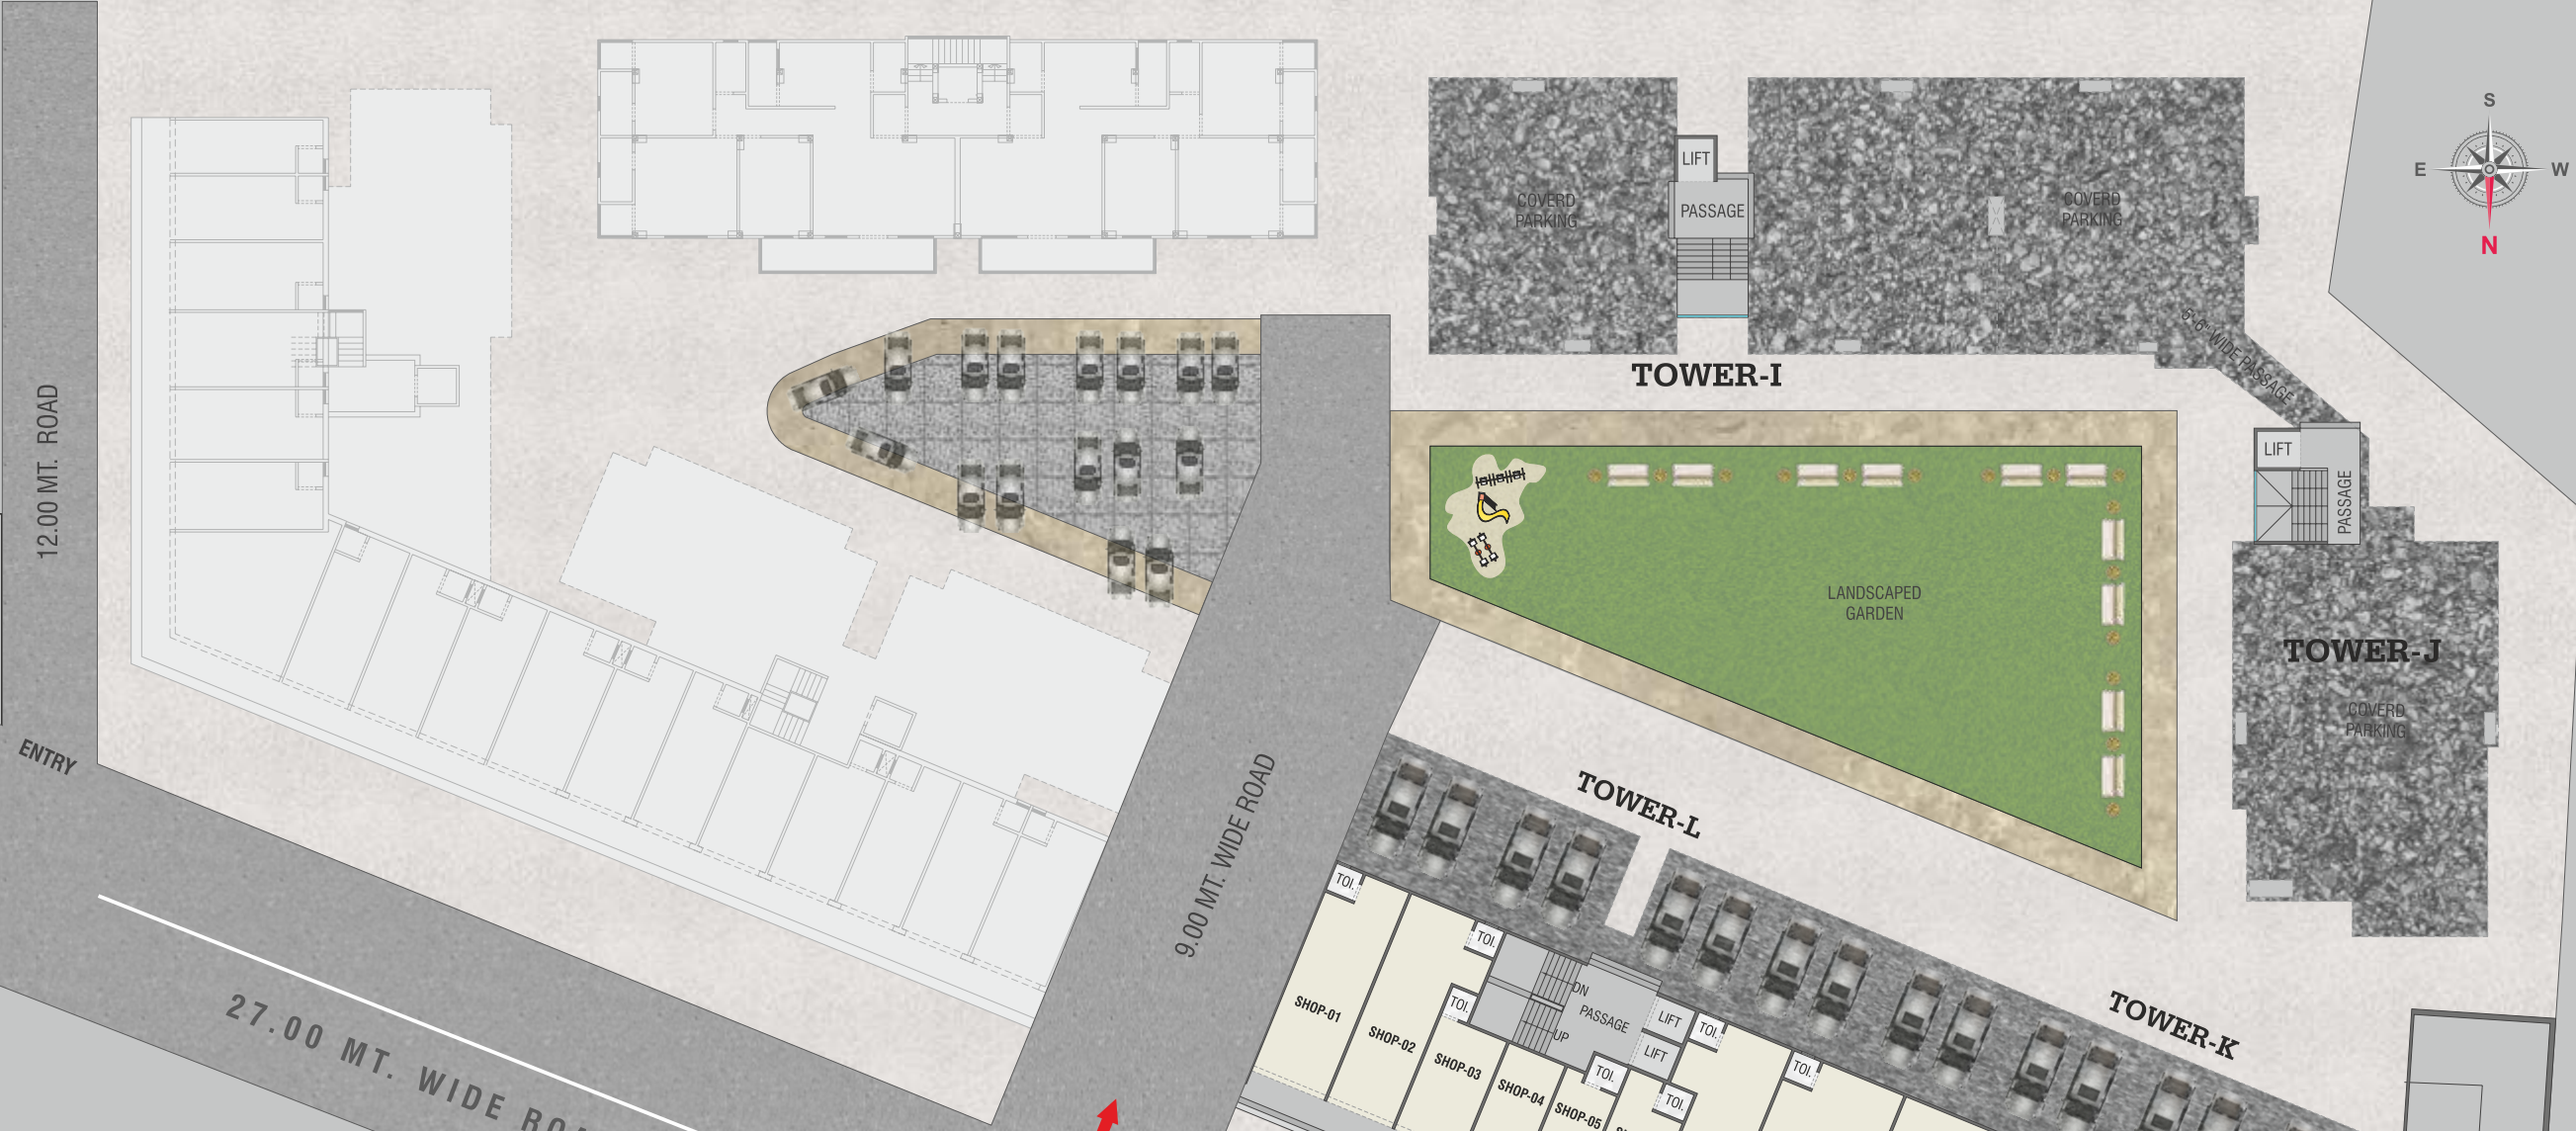 S
E
W
N
LIFT
PASSAGE
COVERD
PARKING
COVERD
PARKING
5'-6" WIDE PASSAGE
TOWER-I
12.00 MT. ROAD
LIFT
PASSAGE
LANDSCAPED
GARDEN
TOWER-J
COVERD
PARKING
ENTRY
9.00 MT. WIDE ROAD
TOWER-L
TOI.
TOI.
TOI.
SHOP-01
SHOP-02
SHOP-03
SHOP-04
SHOP-05
DN
UP
PASSAGE
LIFT
LIFT
TOI.
TOI.
TOI.
TOI.
TOWER-K
27.00 MT. WIDE ROA